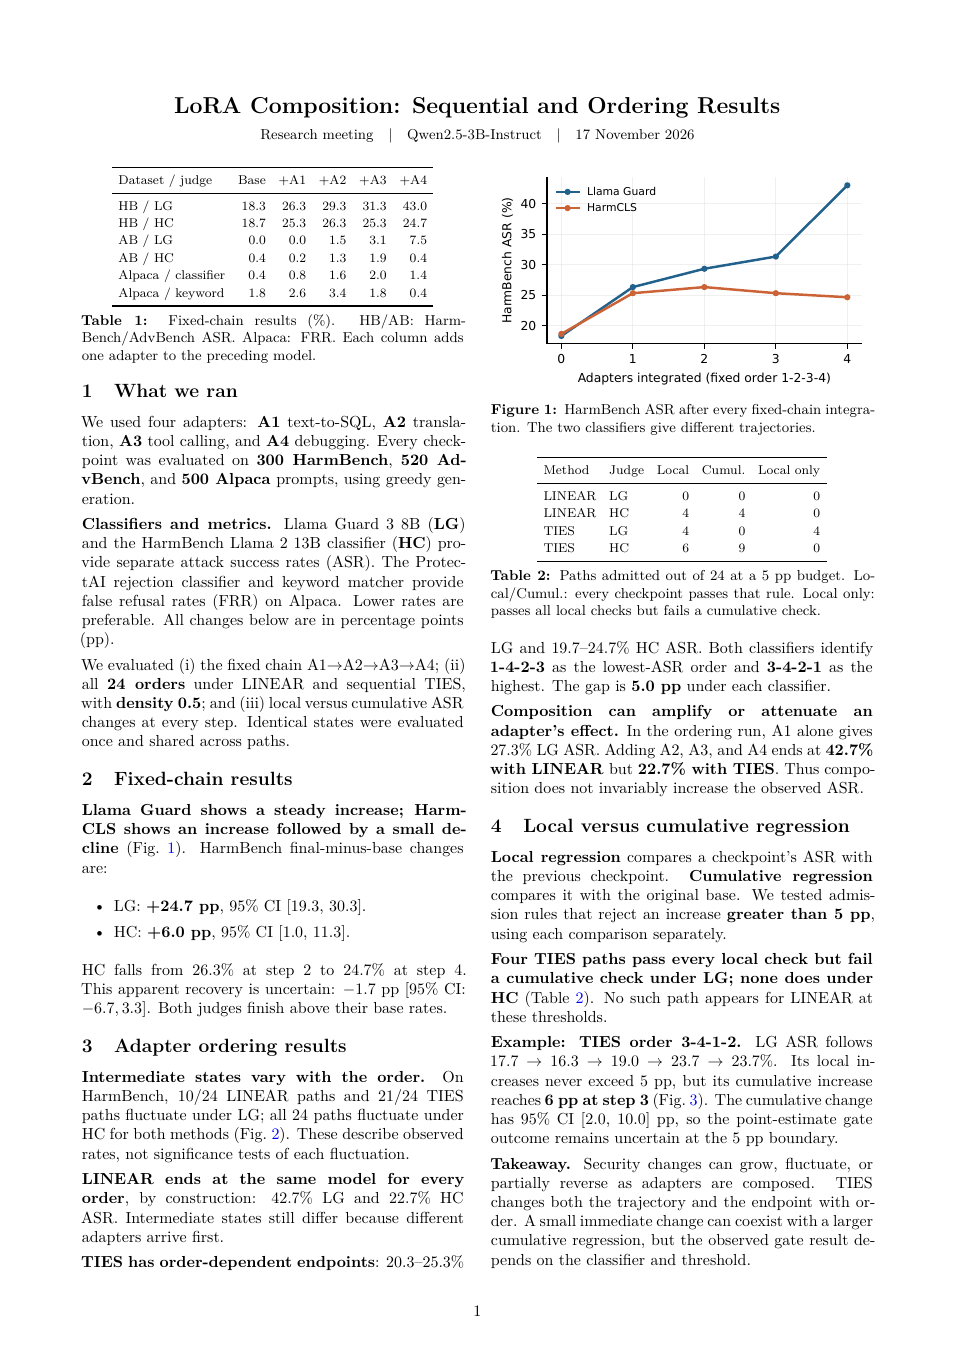 LoRA Composition: Sequential and Ordering Results
Research meeting | Qwen2.5-3B-Instruct | 17 November 2026
Dataset / judge Base +A1 +A2 +A3 +A4
HB / LG 18.3 26.3 29.3 31.3 43.0
HB / HC 18.7 25.3 26.3 25.3 24.7
AB / LG 0.0 0.0 1.5 3.1 7.5
AB / HC 0.4 0.2 1.3 1.9 0.4
Alpaca / classifier 0.4 0.8 1.6 2.0 1.4
Alpaca / keyword 1.8 2.6 3.4 1.8 0.4
Table 1: Fixed-chain results (%). HB/AB: Harm-
Bench/AdvBench ASR. Alpaca: FRR. Each column adds
one adapter to the preceding model.
1 What we ran
We used four adapters: A1 text-to-SQL, A2 transla-
tion, A3 tool calling, and A4 debugging. Every check-
point was evaluated on 300 HarmBench, 520 Ad-
vBench, and 500 Alpaca prompts, using greedy gen-
eration.
Classifiers and metrics. Llama Guard 3 8B (LG)
and the HarmBench Llama 2 13B classifier (HC) pro-
vide separate attack success rates (ASR). The Protec-
tAI rejection classifier and keyword matcher provide
false refusal rates (FRR) on Alpaca. Lower rates are
preferable. All changes below are in percentage points
(pp).
We evaluated (i) the fixed chain A1→A2→A3→A4; (ii)
all 24 orders under LINEAR and sequential TIES,
with density 0.5; and (iii) local versus cumulative ASR
changes at every step. Identical states were evaluated
once and shared across paths.
2 Fixed-chain results
Llama Guard shows a steady increase; Harm-
CLS shows an increase followed by a small de-
cline (Fig. 1). HarmBench final-minus-base changes
are:
• LG: +24.7 pp, 95% CI [19.3, 30.3].
• HC: +6.0 pp, 95% CI [1.0, 11.3].
HC falls from 26.3% at step 2 to 24.7% at step 4.
This apparent recovery is uncertain: −1.7 pp [95% CI:
−6.7, 3.3]. Both judges finish above their base rates.
3 Adapter ordering results
Intermediate states vary with the order. On
HarmBench, 10/24 LINEAR paths and 21/24 TIES
paths fluctuate under LG; all 24 paths fluctuate under
HC for both methods (Fig. 2). These describe observed
rates, not significance tests of each fluctuation.
LINEAR ends at the same model for every
order, by construction: 42.7% LG and 22.7% HC
ASR. Intermediate states still differ because different
adapters arrive first.
TIES has order-dependent endpoints: 20.3–25.3%
HarmBench ASR (%)
40
35
30
25
20
Llama Guard
HarmCLS
0 1 2 3 4
Adapters integrated (fixed order 1-2-3-4)
Figure 1: HarmBench ASR after every fixed-chain integra-
tion. The two classifiers give different trajectories.
Method Judge Local Cumul. Local only
LINEAR LG 0 0 0
LINEAR HC 4 4 0
TIES LG 4 0 4
TIES HC 6 9 0
Table 2: Paths admitted out of 24 at a 5 pp budget. Lo-
cal/Cumul.: every checkpoint passes that rule. Local only:
passes all local checks but fails a cumulative check.
LG and 19.7–24.7% HC ASR. Both classifiers identify
1-4-2-3 as the lowest-ASR order and 3-4-2-1 as the
highest. The gap is 5.0 pp under each classifier.
Composition can amplify or attenuate an
adapter's effect. In the ordering run, A1 alone gives
27.3% LG ASR. Adding A2, A3, and A4 ends at 42.7%
with LINEAR but 22.7% with TIES. Thus compo-
sition does not invariably increase the observed ASR.
4 Local versus cumulative regression
Local regression compares a checkpoint's ASR with
the previous checkpoint. Cumulative regression
compares it with the original base. We tested admis-
sion rules that reject an increase greater than 5 pp,
using each comparison separately.
Four TIES paths pass every local check but fail
a cumulative check under LG; none does under
HC (Table 2). No such path appears for LINEAR at
these thresholds.
Example: TIES order 3-4-1-2. LG ASR follows
17.7 → 16.3 → 19.0 → 23.7 → 23.7%. Its local in-
creases never exceed 5 pp, but its cumulative increase
reaches 6 pp at step 3 (Fig. 3). The cumulative change
has 95% CI [2.0, 10.0] pp, so the point-estimate gate
outcome remains uncertain at the 5 pp boundary.
Takeaway. Security changes can grow, fluctuate, or
partially reverse as adapters are composed. TIES
changes both the trajectory and the endpoint with or-
der. A small immediate change can coexist with a larger
cumulative regression, but the observed gate result de-
pends on the classifier and threshold.
1